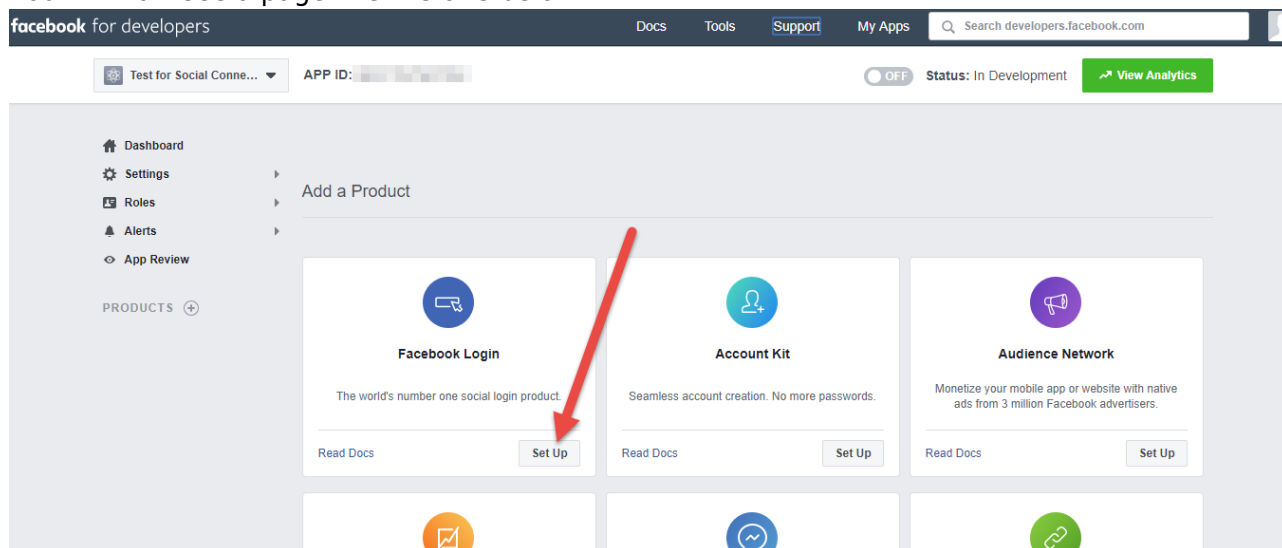 facebook for developers Docs Tools Support My Apps Search developers.facebook.com
Test for Social Conne... APP ID: OFF Status: In Development View Analytics
Dashboard
Settings
Roles
Alerts
App Review
PRODUCTS
Add a Product
Facebook Login
The world's number one social login product.
Read Docs Set Up
Account Kit
Seamless account creation. No more passwords.
Read Docs Set Up
Audience Network
Monetize your mobile app or website with native
ads from 3 million Facebook advertisers.
Read Docs Set Up